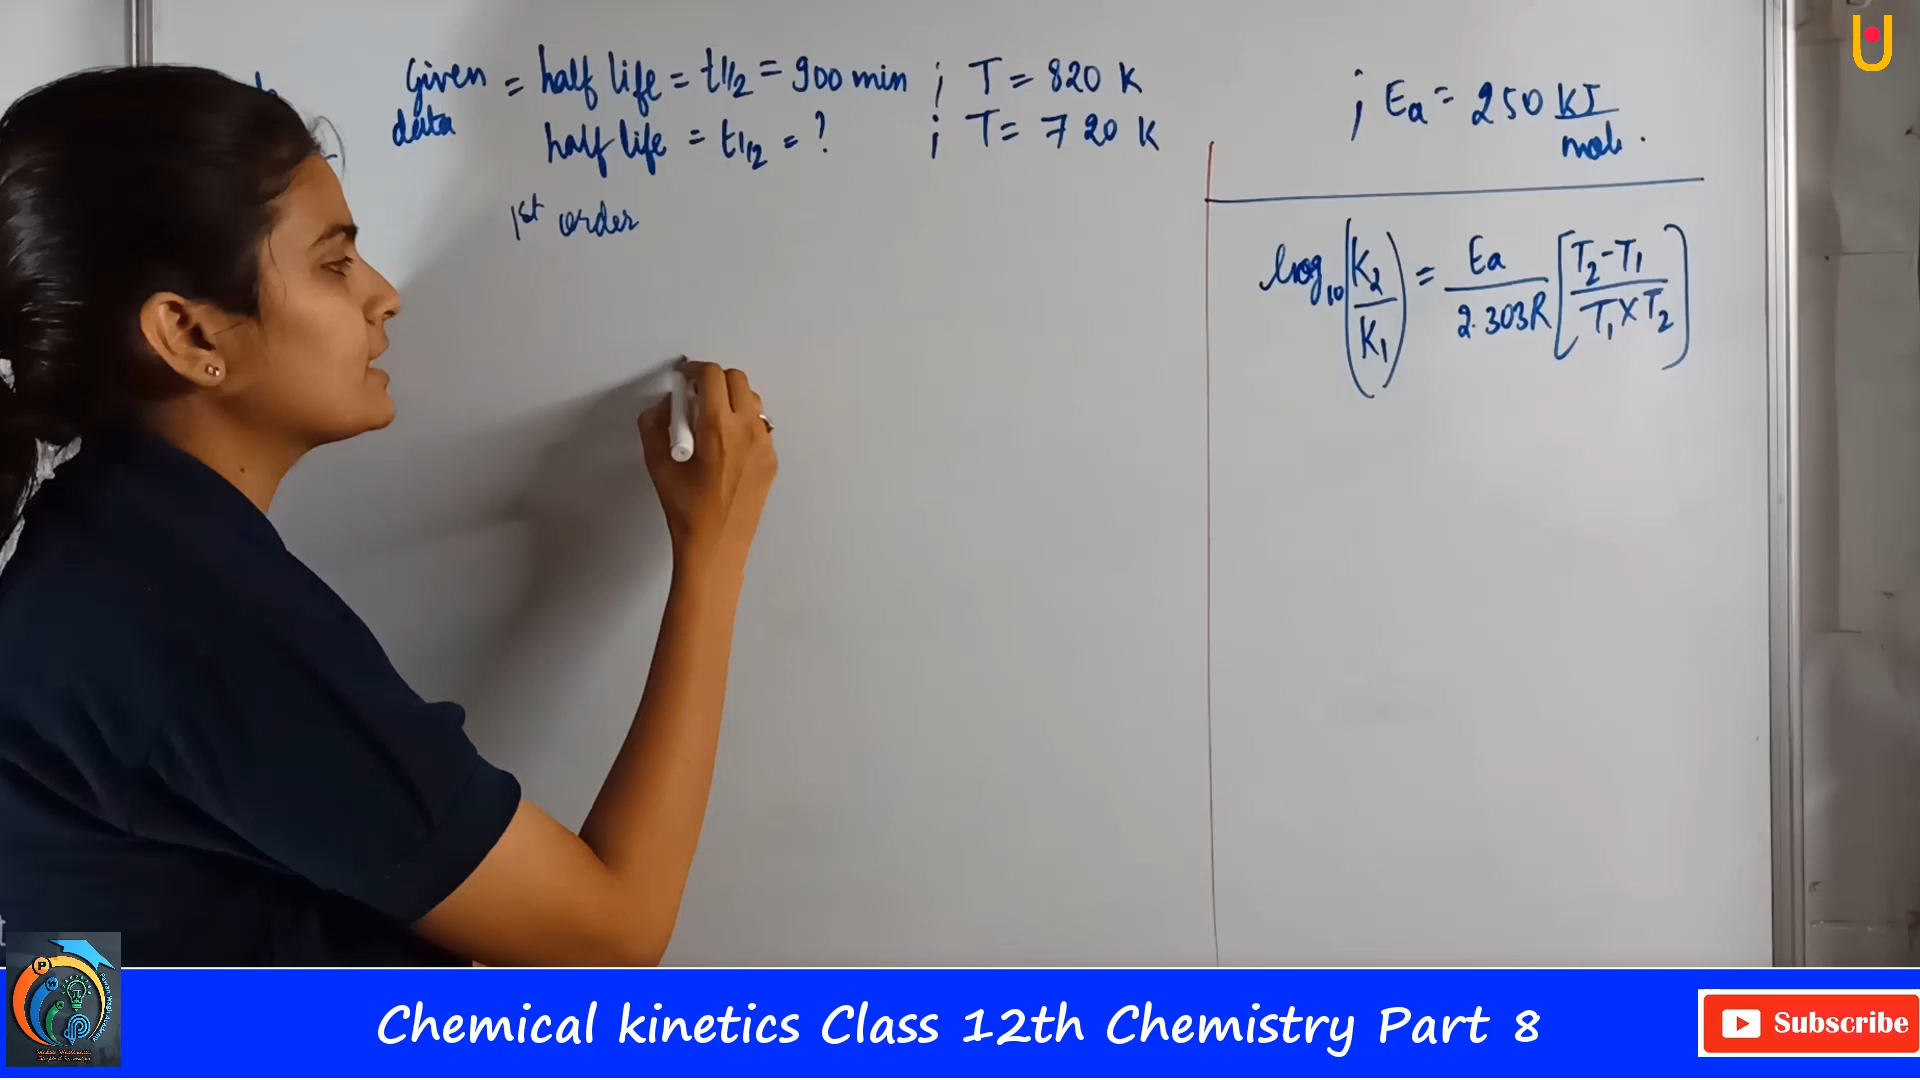 Given = half life = t1/2 = 900 min ; T = 820 K ; Ea = 250 KJ/mol.
data half life = t1/2 = ? ; T = 720 K
1st order
log10 (K2/K1) = Ea/2.303R [T2-T1/T1×T2]
Chemical kinetics Class 12th Chemistry Part 8
Subscribe